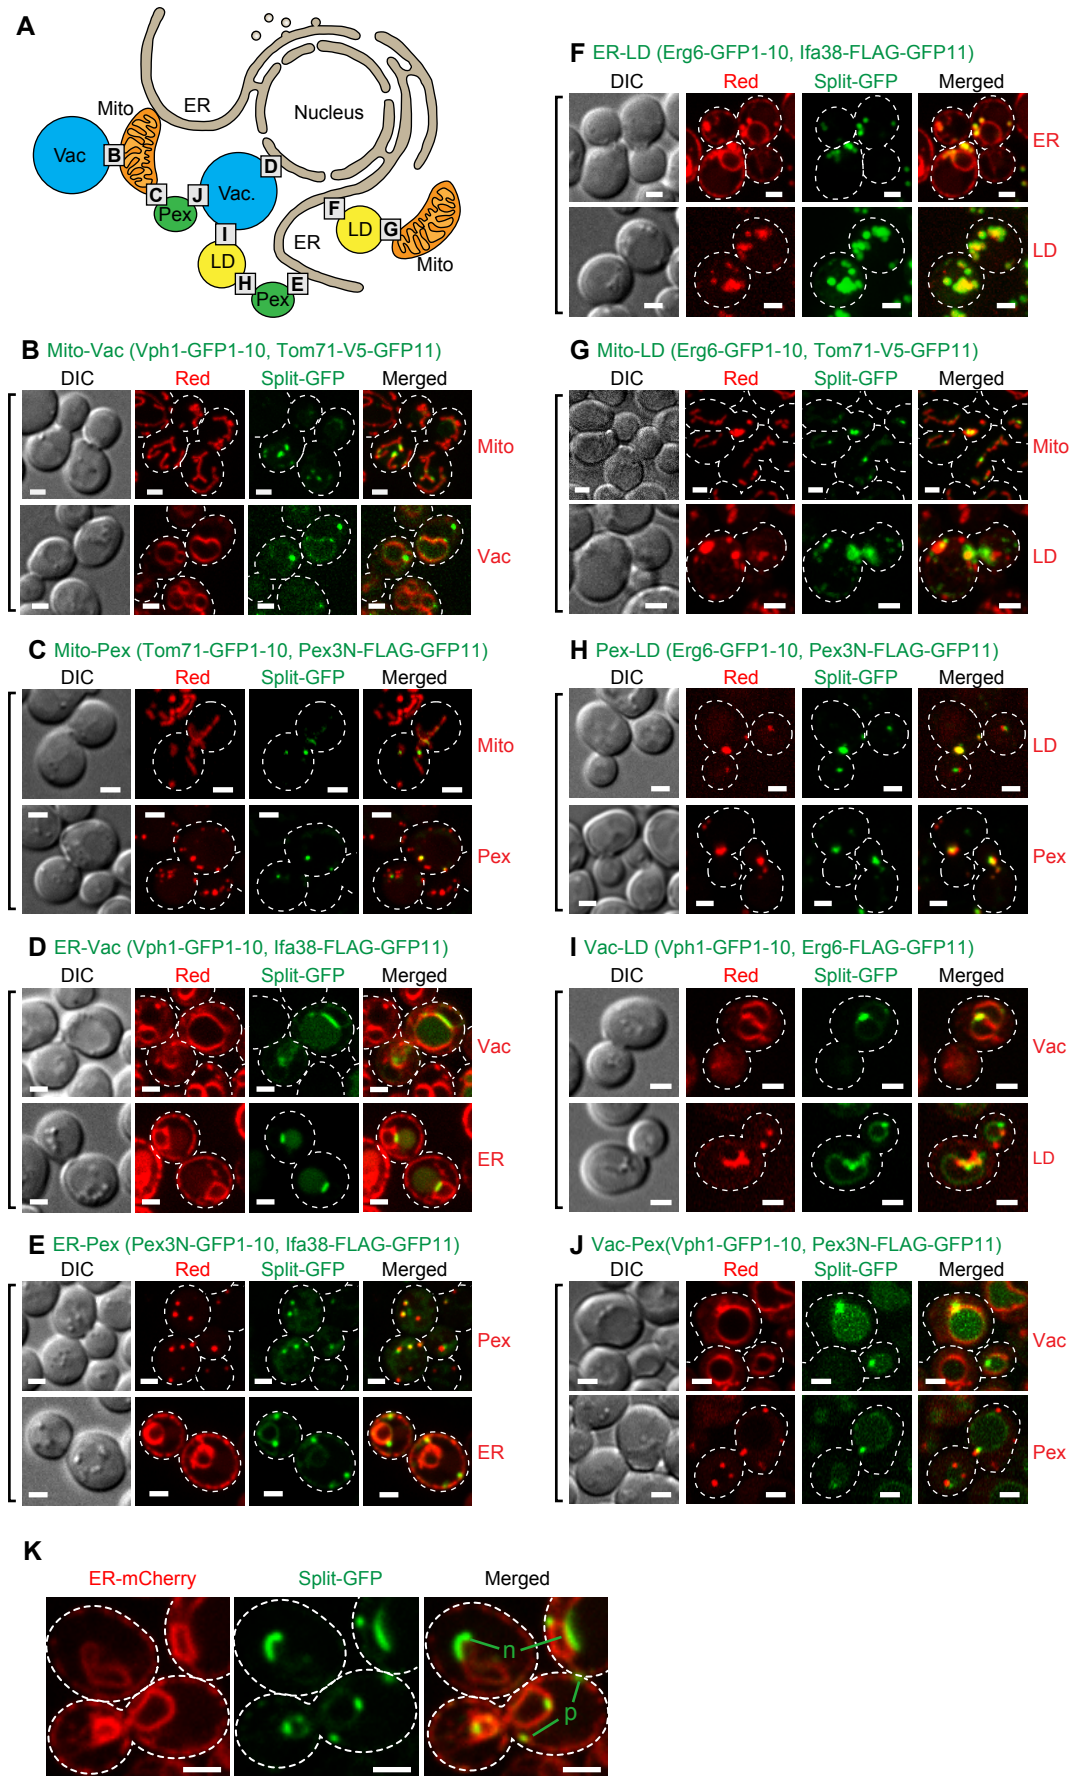 A
Mito
ER
Nucleus
Vac
B
D
C
J
Vac.
Pex
F
I
LD
G
ER
LD
Mito
H
E
Pex
B Mito-Vac (Vph1-GFP1-10, Tom71-V5-GFP11)
DIC Red Split-GFP Merged
Mito
Vac
C Mito-Pex (Tom71-GFP1-10, Pex3N-FLAG-GFP11)
DIC Red Split-GFP Merged
Mito
Pex
D ER-Vac (Vph1-GFP1-10, Ifa38-FLAG-GFP11)
DIC Red Split-GFP Merged
Vac
ER
E ER-Pex (Pex3N-GFP1-10, Ifa38-FLAG-GFP11)
DIC Red Split-GFP Merged
Pex
ER
F ER-LD (Erg6-GFP1-10, Ifa38-FLAG-GFP11)
DIC Red Split-GFP Merged
ER
LD
G Mito-LD (Erg6-GFP1-10, Tom71-V5-GFP11)
DIC Red Split-GFP Merged
Mito
LD
H Pex-LD (Erg6-GFP1-10, Pex3N-FLAG-GFP11)
DIC Red Split-GFP Merged
LD
Pex
I Vac-LD (Vph1-GFP1-10, Erg6-FLAG-GFP11)
DIC Red Split-GFP Merged
Vac
LD
J Vac-Pex(Vph1-GFP1-10, Pex3N-FLAG-GFP11)
DIC Red Split-GFP Merged
Vac
Pex
K
ER-mCherry Split-GFP Merged
n
p